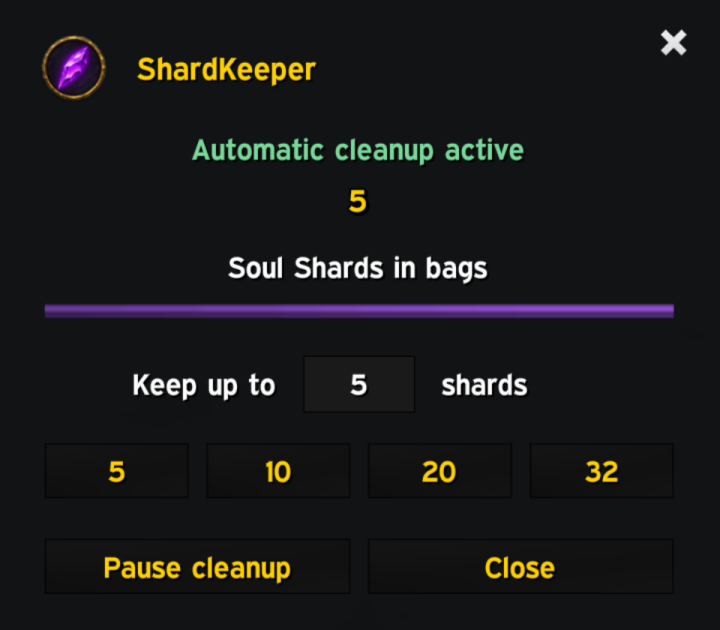 ShardKeeper
Automatic cleanup active
5
Soul Shards in bags
Keep up to 5 shards
5 10 20 32
Pause cleanup Close